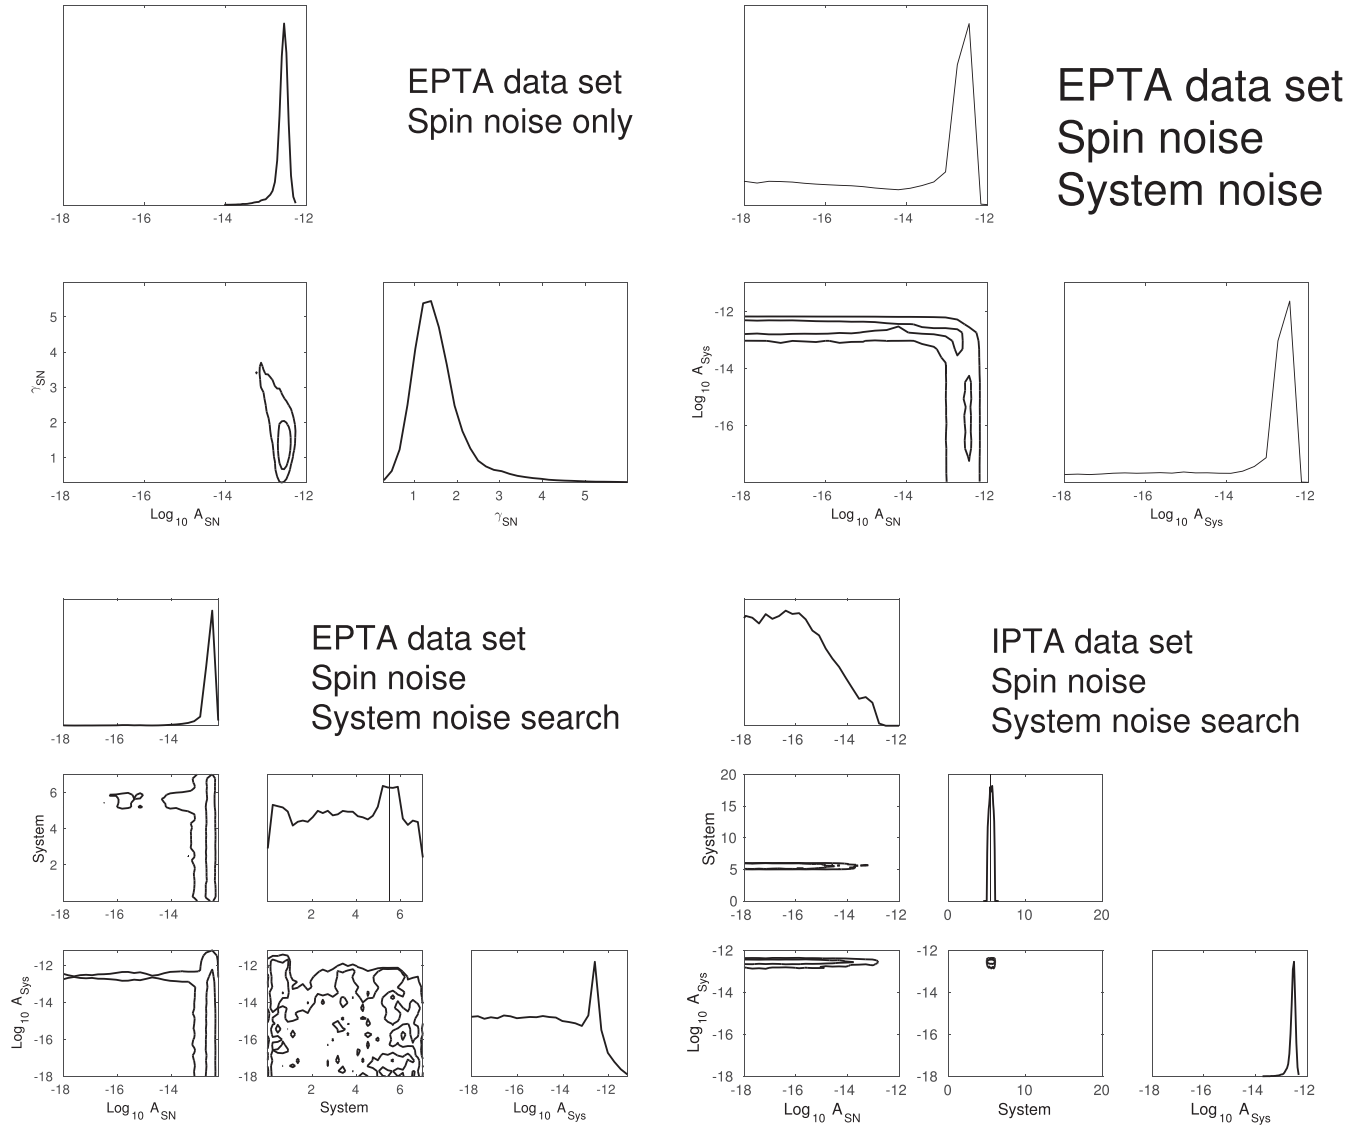 EPTA data set
Spin noise only
-18 -16 -14 -12
EPTA data set
Spin noise
System noise
-18 -16 -14 -12
5
4
3
2
1
γSN
-18 -16 -14 -12
Log10 ASN
1 2 3 4 5
γSN
-12
-14
-16
Log10 ASys
-18 -16 -14 -12
Log10 ASN
-18 -16 -14 -12
Log10 ASys
EPTA data set
Spin noise
System noise search
-18 -16 -14
6
4
2
System
-18 -16 -14
2 4 6
-12
-14
-16
-18
Log10 ASys
-18 -16 -14
Log10 ASN
2 4 6
System
-18 -16 -14 -12
Log10 ASys
IPTA data set
Spin noise
System noise search
-18 -16 -14 -12
20
15
10
5
0
System
-18 -16 -14 -12
0 10 20
-12
-14
-16
-18
Log10 ASys
-18 -16 -14 -12
Log10 ASN
-12
-14
-16
-18
0 10 20
System
-18 -16 -14 -12
Log10 ASys